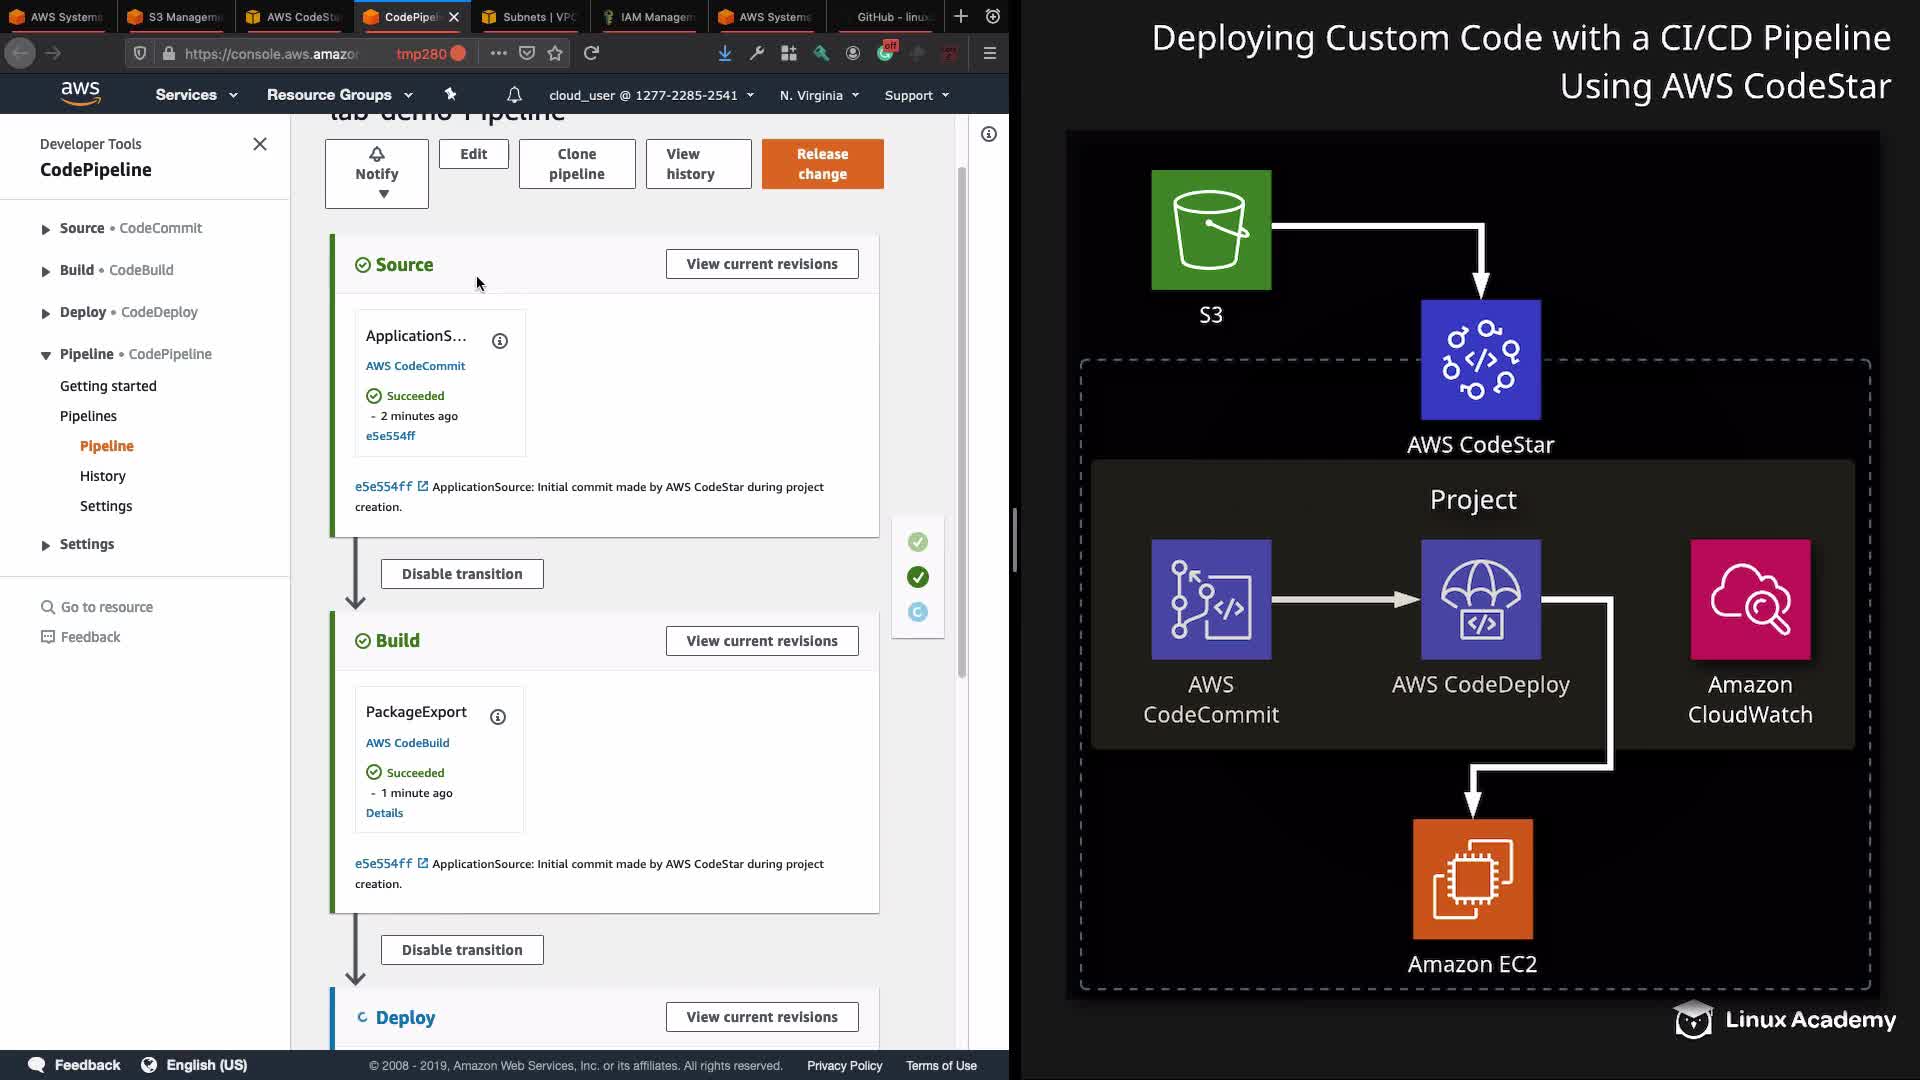 AWS Systems
S3 Manageme
AWS CodeSta
CodePipel
Subnets | VPC
IAM Managem
AWS Systems
GitHub - linux
https://console.aws.amazor
tmp280
off
aws
Services
Resource Groups
cloud_user @ 1277-2285-2541
N. Virginia
Support
Developer Tools
CodePipeline
Source • CodeCommit
Build • CodeBuild
Deploy • CodeDeploy
Pipeline • CodePipeline
Getting started
Pipelines
Pipeline
History
Settings
Settings
Go to resource
Feedback
lab-demo-Pipeline
Notify
Edit
Clone
pipeline
View
history
Release
change
Source
View current revisions
ApplicationS...
AWS CodeCommit
Succeeded
- 2 minutes ago
e5e554ff
e5e554ff ApplicationSource: Initial commit made by AWS CodeStar during project
creation.
Disable transition
Build
View current revisions
PackageExport
AWS CodeBuild
Succeeded
- 1 minute ago
Details
e5e554ff ApplicationSource: Initial commit made by AWS CodeStar during project
creation.
Disable transition
Deploy
View current revisions
Feedback
English (US)
© 2008 - 2019, Amazon Web Services, Inc. or its affiliates. All rights reserved.
Privacy Policy
Terms of Use
Deploying Custom Code with a CI/CD Pipeline
Using AWS CodeStar
S3
AWS CodeStar
Project
AWS
CodeCommit
AWS CodeDeploy
Amazon
CloudWatch
Amazon EC2
Linux Academy